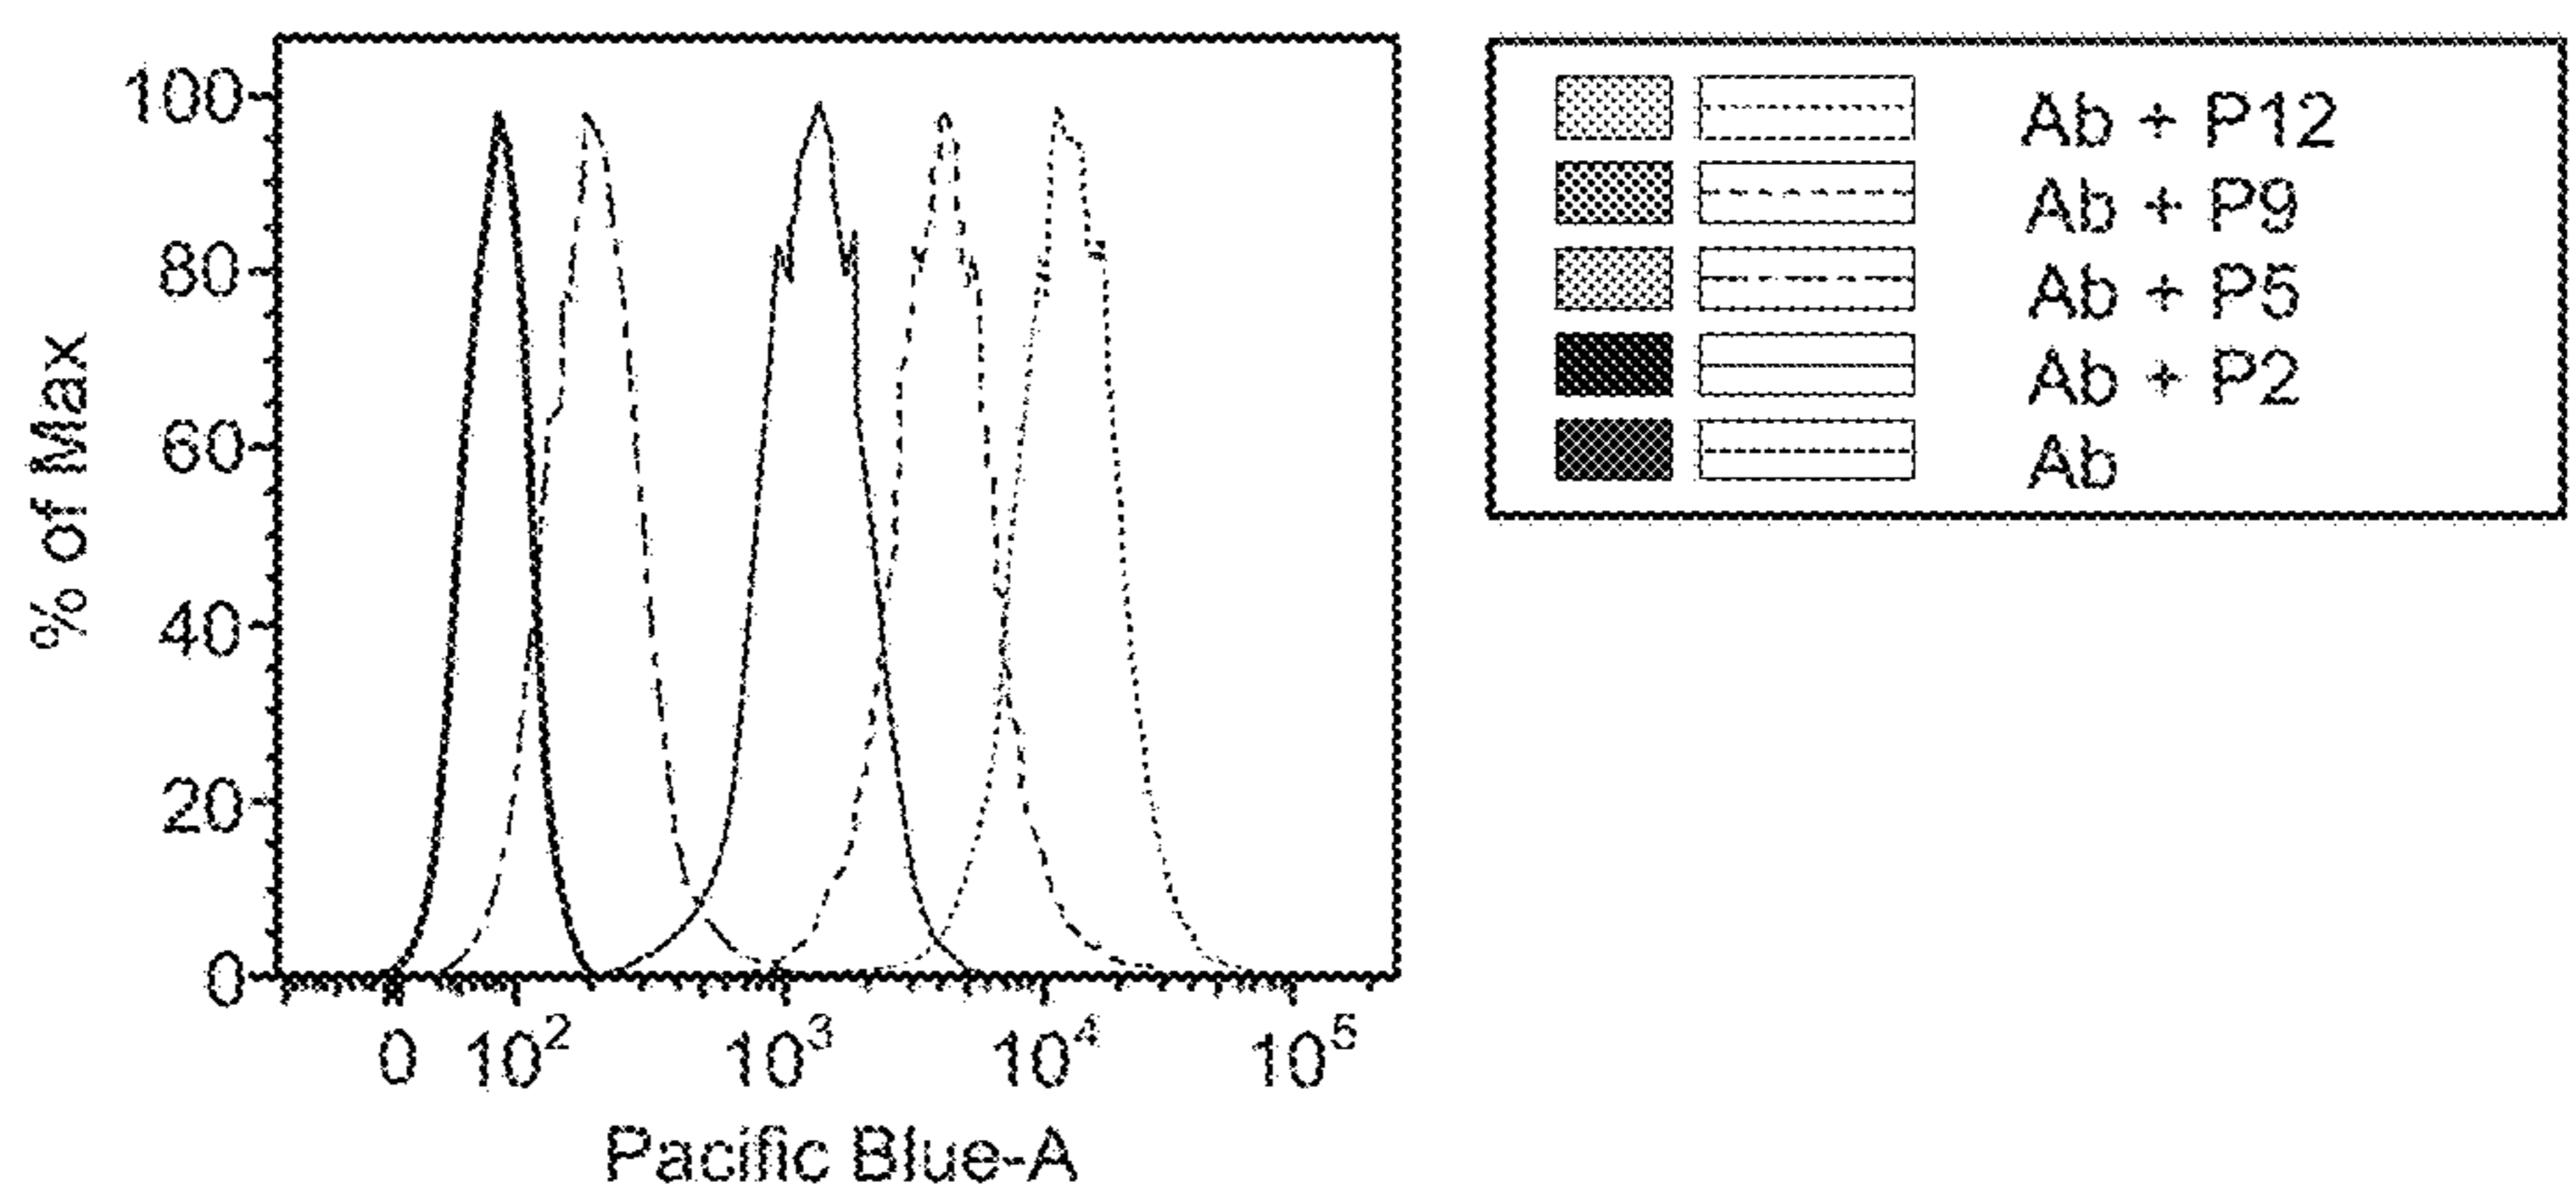 100
80
60
40
20
0
% of Max
0 10² 10³ 10⁴ 10⁵
Pacific Blue-A
Ab + P12
Ab + P9
Ab + P5
Ab + P2
Ab